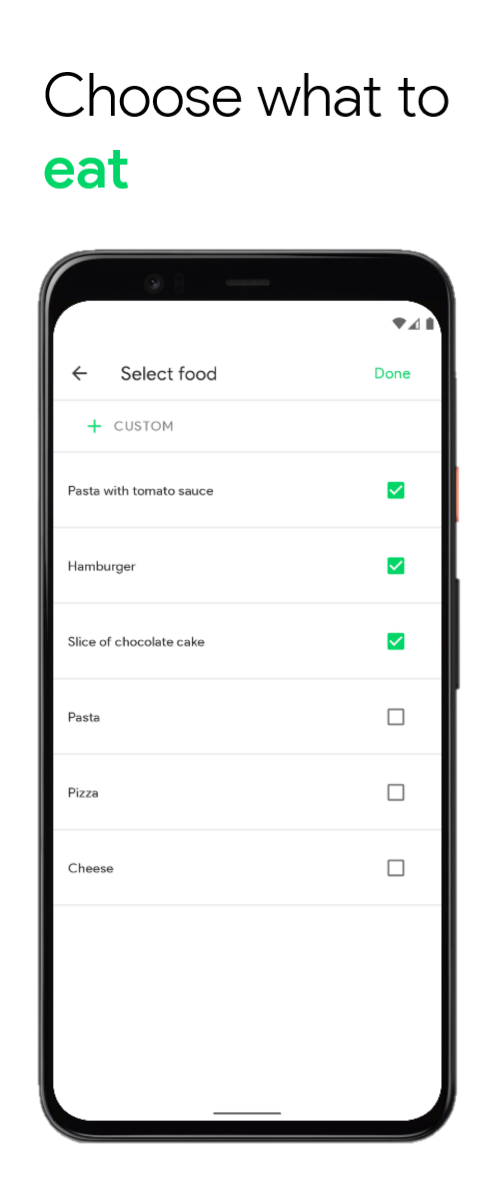 Choose what to
eat
Select food
Done
+ CUSTOM
Pasta with tomato sauce
Hamburger
Slice of chocolate cake
Pasta
Pizza
Cheese